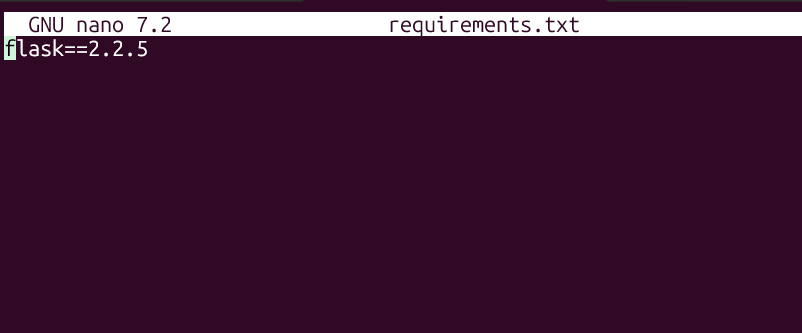 GNU nano 7.2 requirements.txt
flask==2.2.5